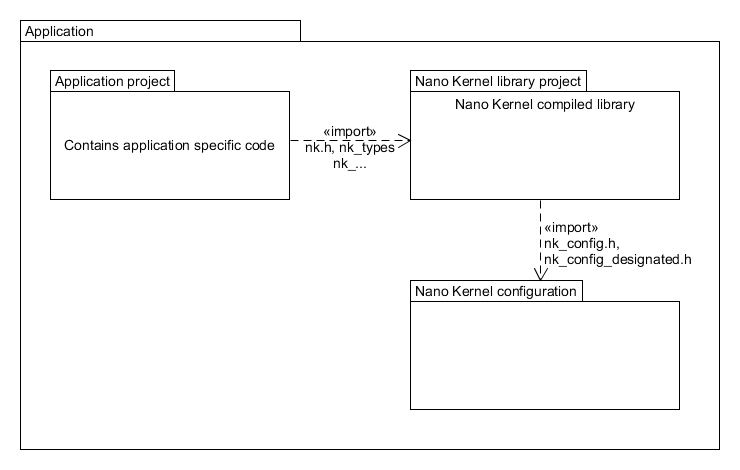 Application
Application project
Nano Kernel library project
Nano Kernel compiled library
Contains application specific code
«import»
nk.h, nk_types
nk_...
«import»
nk_config.h,
nk_config_designated.h
Nano Kernel configuration